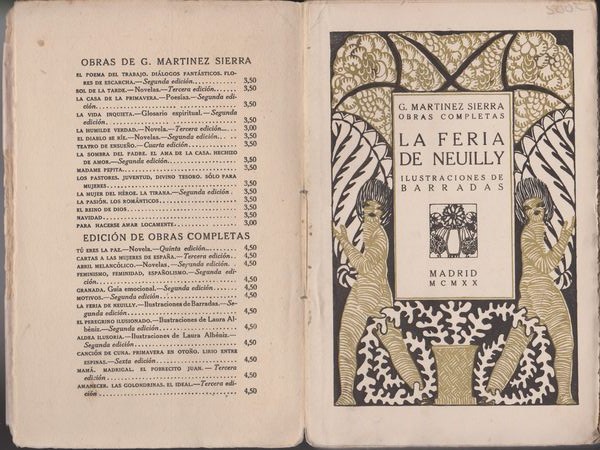 OBRAS DE G. MARTINEZ SIERRA
EL POEMA DEL TRABAJO. DIÁLOGOS FANTÁSTICOS. FLO-
RES DE ESCARCHA.—Segunda edición.......... 3,50
SOL DE LA TARDE.—Novelas.—Tercera edición.... 3,50
LA CASA DE LA PRIMAVERA.—Poesías.—Segunda edi-
ción.......... 3,50
LA VIDA INQUIETA.—Glosario espiritual.—Segunda
edición.......... 3,50
LA HUMILDE VERDAD.—Novela.—Tercera edición... 3,00
EL DIABLO SE RÍE.—Novelas.—Segunda edición.... 3,50
TEATRO DE ENSUEÑO.—Cuarta edición.......... 3,50
LA SOMBRA DEL PADRE. EL AMA DE LA CASA. HECHIZO
DE AMOR.—Segunda edición.......... 3,50
MADAME PEPITA.......... 3,50
LOS PASTORES. JUVENTUD, DIVINO TESORO. SÓLO PARA
MUJERES.......... 3,50
LA MUJER DEL HÉROE. LA TIRANA.—Segunda edición. 3,50
LA PASIÓN. LOS ROMÁNTICOS.......... 3,50
EL REINO DE DIOS.......... 3,50
NAVIDAD.......... 3,50
PARA HACERSE AMAR LOCAMENTE.......... 3,00
EDICIÓN DE OBRAS COMPLETAS
TÚ ERES LA PAZ.—Novela.—Quinta edición....... 4,50
CARTAS A LAS MUJERES DE ESPAÑA.—Tercera edición.. 4,50
ABRIL MELANCÓLICO.—Novelas.—Segunda edición. 4,50
FEMINISMO, FEMINIDAD, ESPAÑOLISMO.—Segunda edi-
ción.......... 4,50
GRANADA. Guía emocional.—Segunda edición...... 4,50
MOTIVOS.—Segunda edición.......... 4,50
LA FERIA DE NEUILLY.—Ilustraciones de Barradas.—Se-
gunda edición.......... 4,50
EL PEREGRINO ILUSIONADO.—Ilustraciones de Laura Al-
béniz.—Segunda edición.......... 4,50
ALDEA ILUSORIA.—Ilustraciones de Laura Albéniz.—
Segunda edición.......... 4,50
CANCIÓN DE CUNA. PRIMAVERA EN OTOÑO. LIRIO ENTRE
ESPINAS.—Sexta edición.......... 4,50
MAMÁ. MADRIGAL. EL POBRECITO JUAN.—Tercera
edición.......... 4,50
AMANECER. LAS GOLONDRINAS. EL IDEAL.—Tercera edi-
ción.......... 4,50
G. MARTINEZ SIERRA
OBRAS COMPLETAS
LA FERIA
DE NEUILLY
ILUSTRACIONES DE
BARRADAS
MADRID
MCMXX